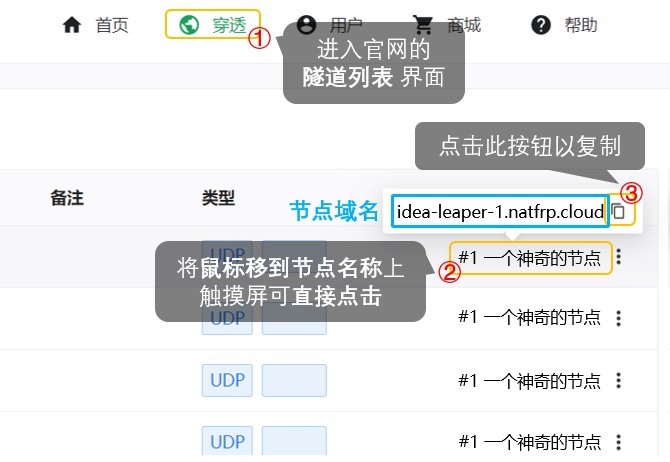 首页
穿透
用户
商城
帮助
①
进入官网的
隧道列表 界面
点击此按钮以复制
③
备注
类型
节点域名
idea-leaper-1.natfrp.cloud
UDP
将鼠标移到节点名称上
触摸屏可直接点击
②
#1 一个神奇的节点
UDP
#1 一个神奇的节点
UDP
#1 一个神奇的节点
UDP
#1 一个神奇的节点